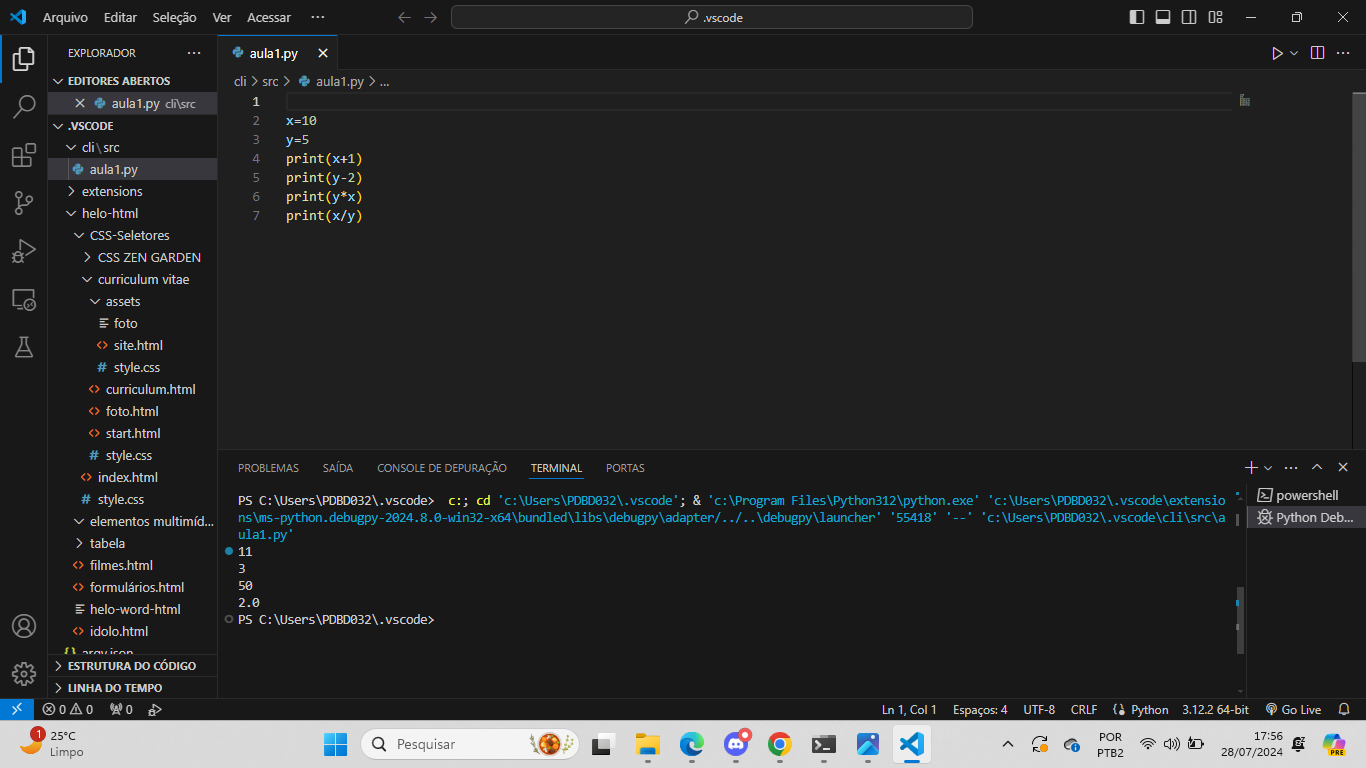 Arquivo Editar Seleção Ver Acessar ···
.vscode
EXPLORADOR ···
EDITORES ABERTOS
aula1.py cli\src
.VSCODE
cli\src
aula1.py
extensions
helo-html
CSS-Seletores
CSS ZEN GARDEN
curriculum vitae
assets
foto
site.html
style.css
curriculum.html
foto.html
start.html
style.css
index.html
style.css
elementos multimíd...
tabela
filmes.html
formulários.html
helo-word-html
idolo.html
argv.json
ESTRUTURA DO CÓDIGO
LINHA DO TEMPO
aula1.py
cli > src > aula1.py > ...
1
2 x=10
3 y=5
4 print(x+1)
5 print(y-2)
6 print(y*x)
7 print(x/y)
PROBLEMAS SAÍDA CONSOLE DE DEPURAÇÃO TERMINAL PORTAS
PS C:\Users\PDBD032\.vscode>  c:; cd 'c:\Users\PDBD032\.vscode'; & 'c:\Program Files\Python312\python.exe' 'c:\Users\PDBD032\.vscode\extensio
ns\ms-python.debugpy-2024.8.0-win32-x64\bundled\libs\debugpy\adapter/../..\debugpy\launcher' '55418' '--' 'c:\Users\PDBD032\.vscode\cli\src\a
ula1.py'
11
3
50
2.0
PS C:\Users\PDBD032\.vscode>
powershell
Python Deb...
0 0 0
Ln 1, Col 1 Espaços: 4 UTF-8 CRLF Python 3.12.2 64-bit Go Live
1
25°C
Limpo
Pesquisar
POR
PTB2
17:56
28/07/2024
PRE